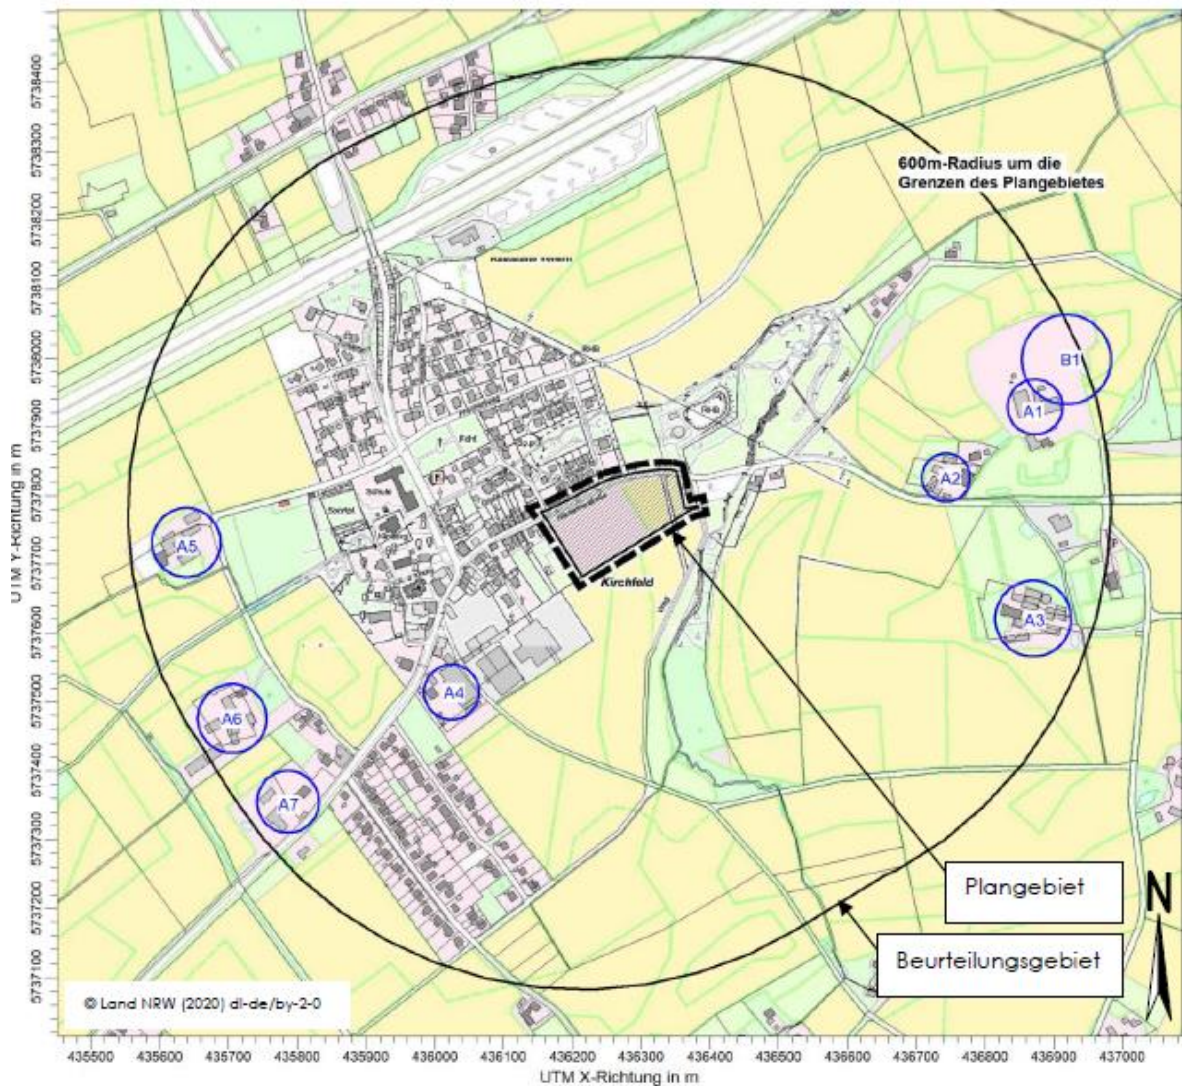 600m-Radius um die
Grenzen des Plangebietes
B1
A1
A2
A3
A4
A5
A6
A7
RHB
RHB
Schule
Kirchfeld
Plangebiet
Beurteilungsgebiet
N
© Land NRW (2020) dl-de/by-2-0
UTM Y-Richtung in m
5738400
5738300
5738200
5738100
5738000
5737900
5737800
5737700
5737600
5737500
5737400
5737300
5737200
5737100
435500 435600 435700 435800 435900 436000 436100 436200 436300 436400 436500 436600 436700 436800 436900 437000
UTM X-Richtung in m